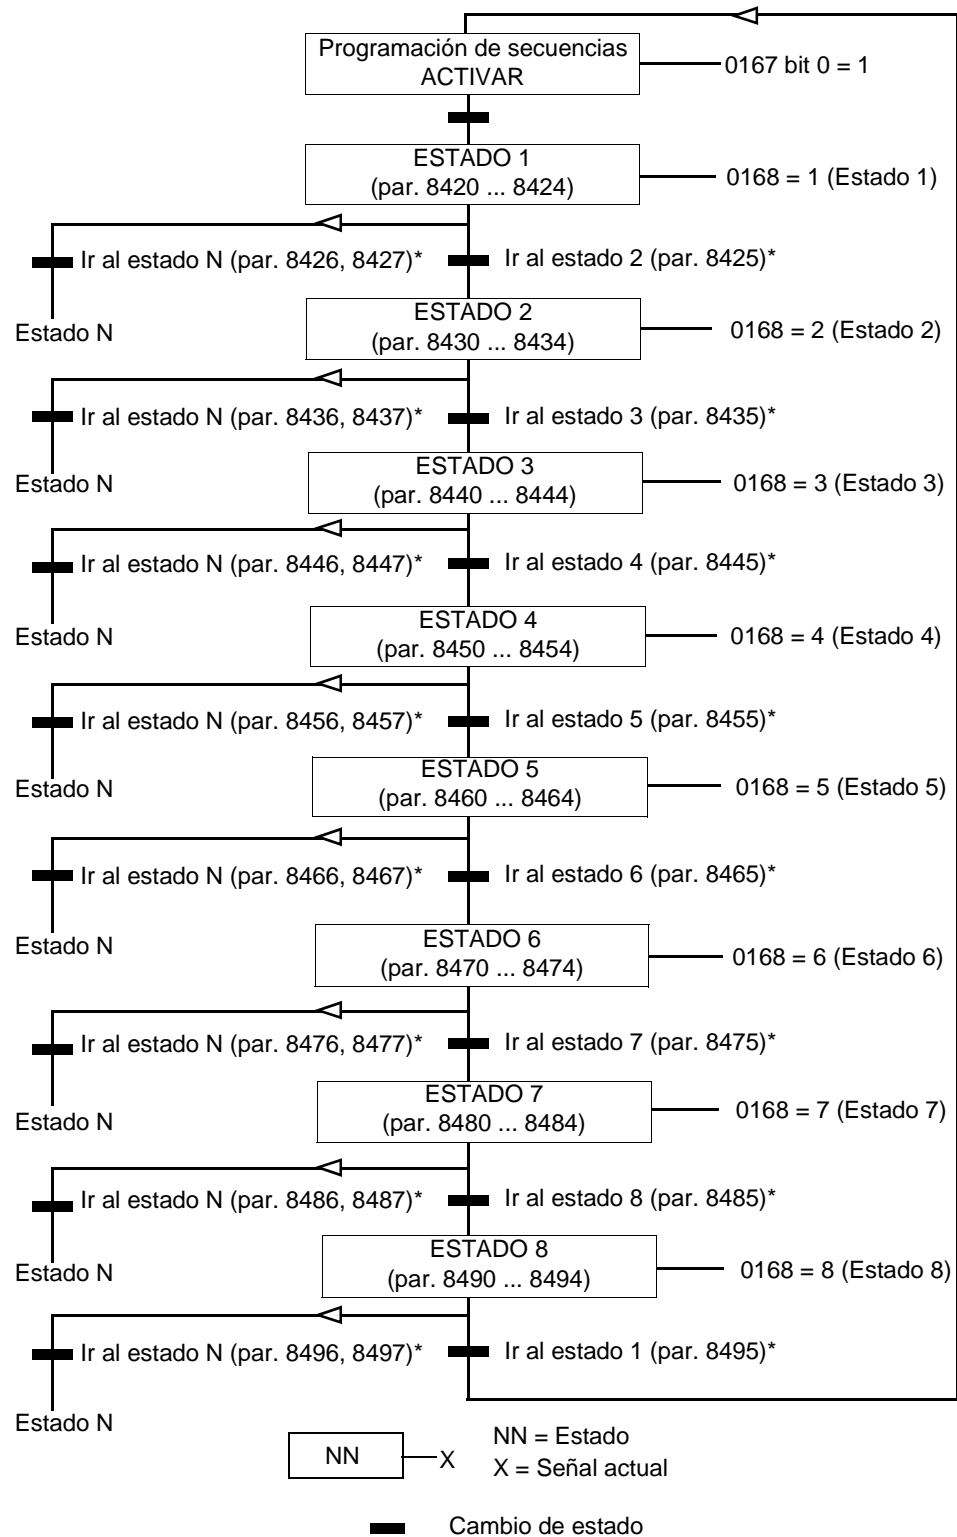 Programación de secuencias
ACTIVAR
0167 bit 0 = 1
ESTADO 1
(par. 8420 ... 8424)
0168 = 1 (Estado 1)
Ir al estado N (par. 8426, 8427)*
Ir al estado 2 (par. 8425)*
Estado N
ESTADO 2
(par. 8430 ... 8434)
0168 = 2 (Estado 2)
Ir al estado N (par. 8436, 8437)*
Ir al estado 3 (par. 8435)*
Estado N
ESTADO 3
(par. 8440 ... 8444)
0168 = 3 (Estado 3)
Ir al estado N (par. 8446, 8447)*
Ir al estado 4 (par. 8445)*
Estado N
ESTADO 4
(par. 8450 ... 8454)
0168 = 4 (Estado 4)
Ir al estado N (par. 8456, 8457)*
Ir al estado 5 (par. 8455)*
Estado N
ESTADO 5
(par. 8460 ... 8464)
0168 = 5 (Estado 5)
Ir al estado N (par. 8466, 8467)*
Ir al estado 6 (par. 8465)*
Estado N
ESTADO 6
(par. 8470 ... 8474)
0168 = 6 (Estado 6)
Ir al estado N (par. 8476, 8477)*
Ir al estado 7 (par. 8475)*
Estado N
ESTADO 7
(par. 8480 ... 8484)
0168 = 7 (Estado 7)
Ir al estado N (par. 8486, 8487)*
Ir al estado 8 (par. 8485)*
Estado N
ESTADO 8
(par. 8490 ... 8494)
0168 = 8 (Estado 8)
Ir al estado N (par. 8496, 8497)*
Ir al estado 1 (par. 8495)*
Estado N
NN
X
NN = Estado
X = Señal actual
Cambio de estado